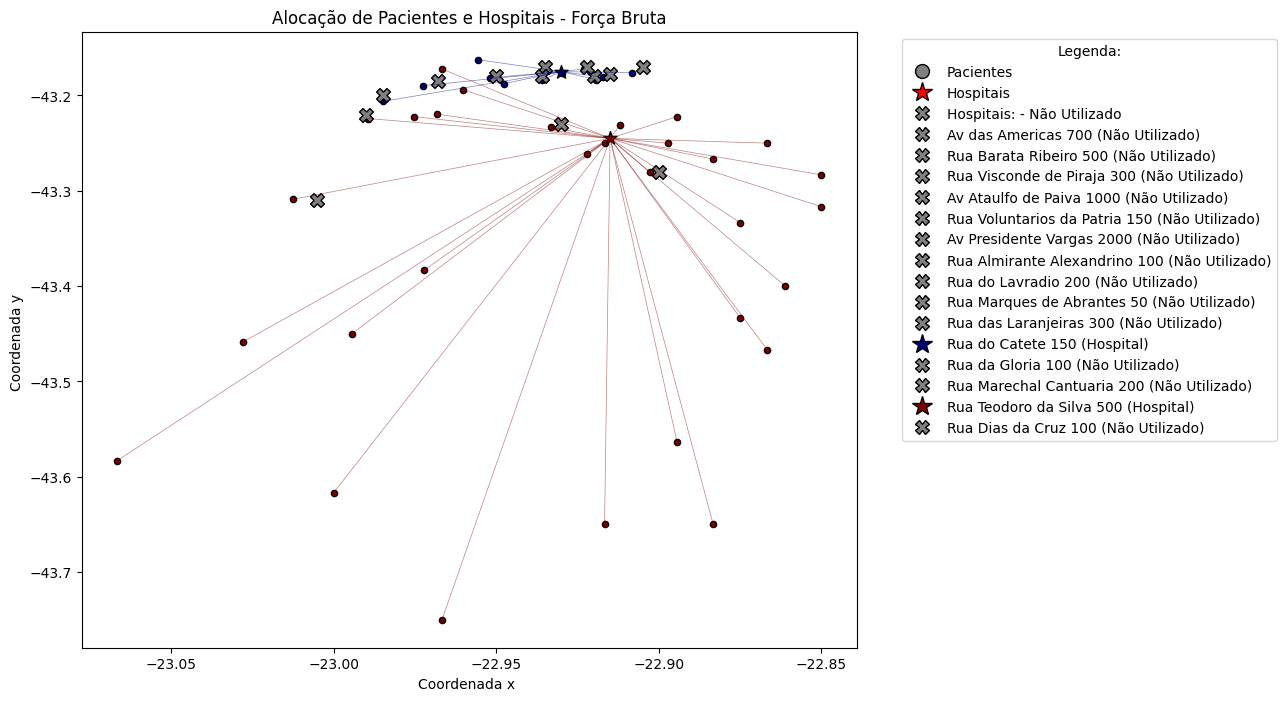 Alocação de Pacientes e Hospitais - Força Bruta
Legenda:
Pacientes
Hospitais
Hospitais: - Não Utilizado
Av das Americas 700 (Não Utilizado)
Rua Barata Ribeiro 500 (Não Utilizado)
Rua Visconde de Piraja 300 (Não Utilizado)
Av Ataulfo de Paiva 1000 (Não Utilizado)
Rua Voluntarios da Patria 150 (Não Utilizado)
Av Presidente Vargas 2000 (Não Utilizado)
Rua Almirante Alexandrino 100 (Não Utilizado)
Rua do Lavradio 200 (Não Utilizado)
Rua Marques de Abrantes 50 (Não Utilizado)
Rua das Laranjeiras 300 (Não Utilizado)
Rua do Catete 150 (Hospital)
Rua da Gloria 100 (Não Utilizado)
Rua Marechal Cantuaria 200 (Não Utilizado)
Rua Teodoro da Silva 500 (Hospital)
Rua Dias da Cruz 100 (Não Utilizado)
Coordenada y
−43.2
−43.3
−43.4
−43.5
−43.6
−43.7
−23.05
−23.00
−22.95
−22.90
−22.85
Coordenada x